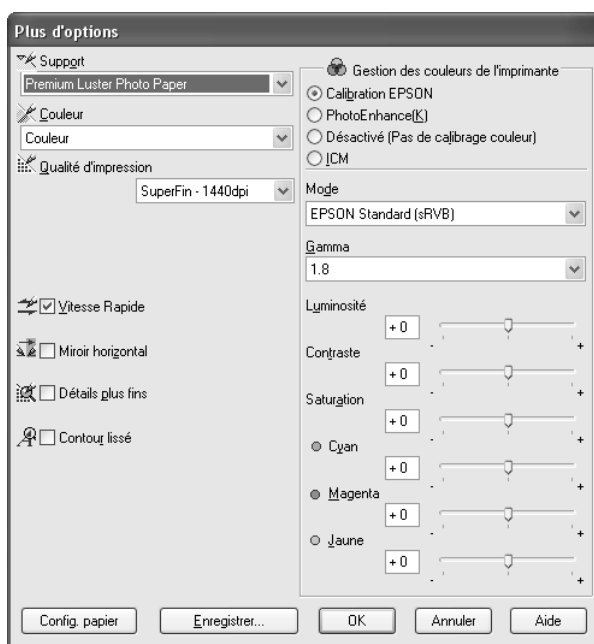 Plus d'options
Support
Premium Luster Photo Paper
Couleur
Couleur
Qualité d'impression
SuperFin - 1440dpi
Vitesse Rapide
Miroir horizontal
Détails plus fins
Contour lissé
Gestion des couleurs de l'imprimante
Calibration EPSON
PhotoEnhance(K)
Désactivé (Pas de calibrage couleur)
ICM
Mode
EPSON Standard (sRVB)
Gamma
1.8
Luminosité
+ 0
- +
Contraste
+ 0
- +
Saturation
+ 0
- +
Cyan
+ 0
- +
Magenta
+ 0
- +
Jaune
+ 0
- +
Config. papier
Enregistrer...
OK
Annuler
Aide